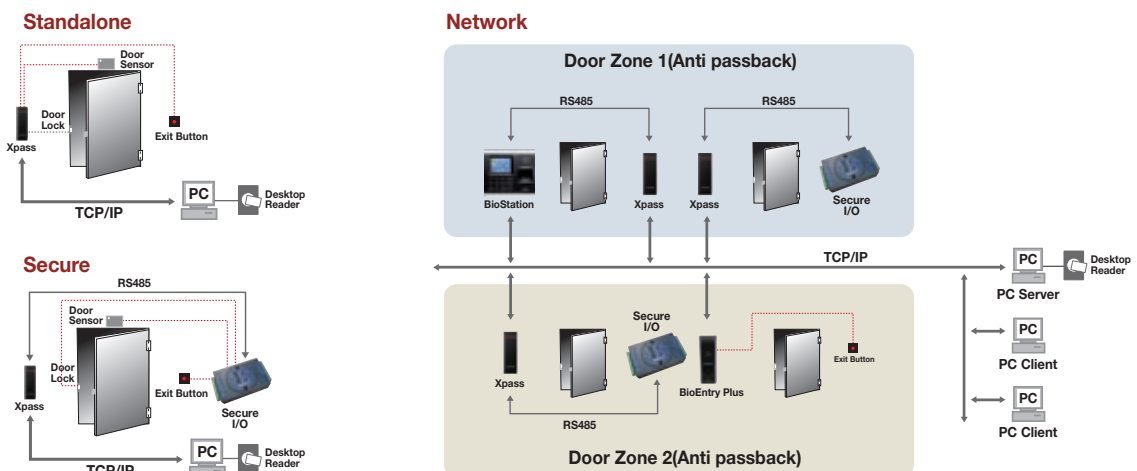 Standalone
Door
Sensor
Door
Lock
Xpass
Exit Button
PC
Desktop
Reader
TCP/IP
Secure
RS485
Door
Sensor
Door
Lock
Xpass
Exit Button
Secure
I/O
PC
Desktop
Reader
TCP/IP
Network
Door Zone 1(Anti passback)
RS485
RS485
BioStation
Xpass
Xpass
Secure
I/O
TCP/IP
PC
Desktop
Reader
PC Server
PC
PC Client
PC
PC Client
Secure
I/O
Xpass
BioEntry Plus
Exit Button
RS485
Door Zone 2(Anti passback)